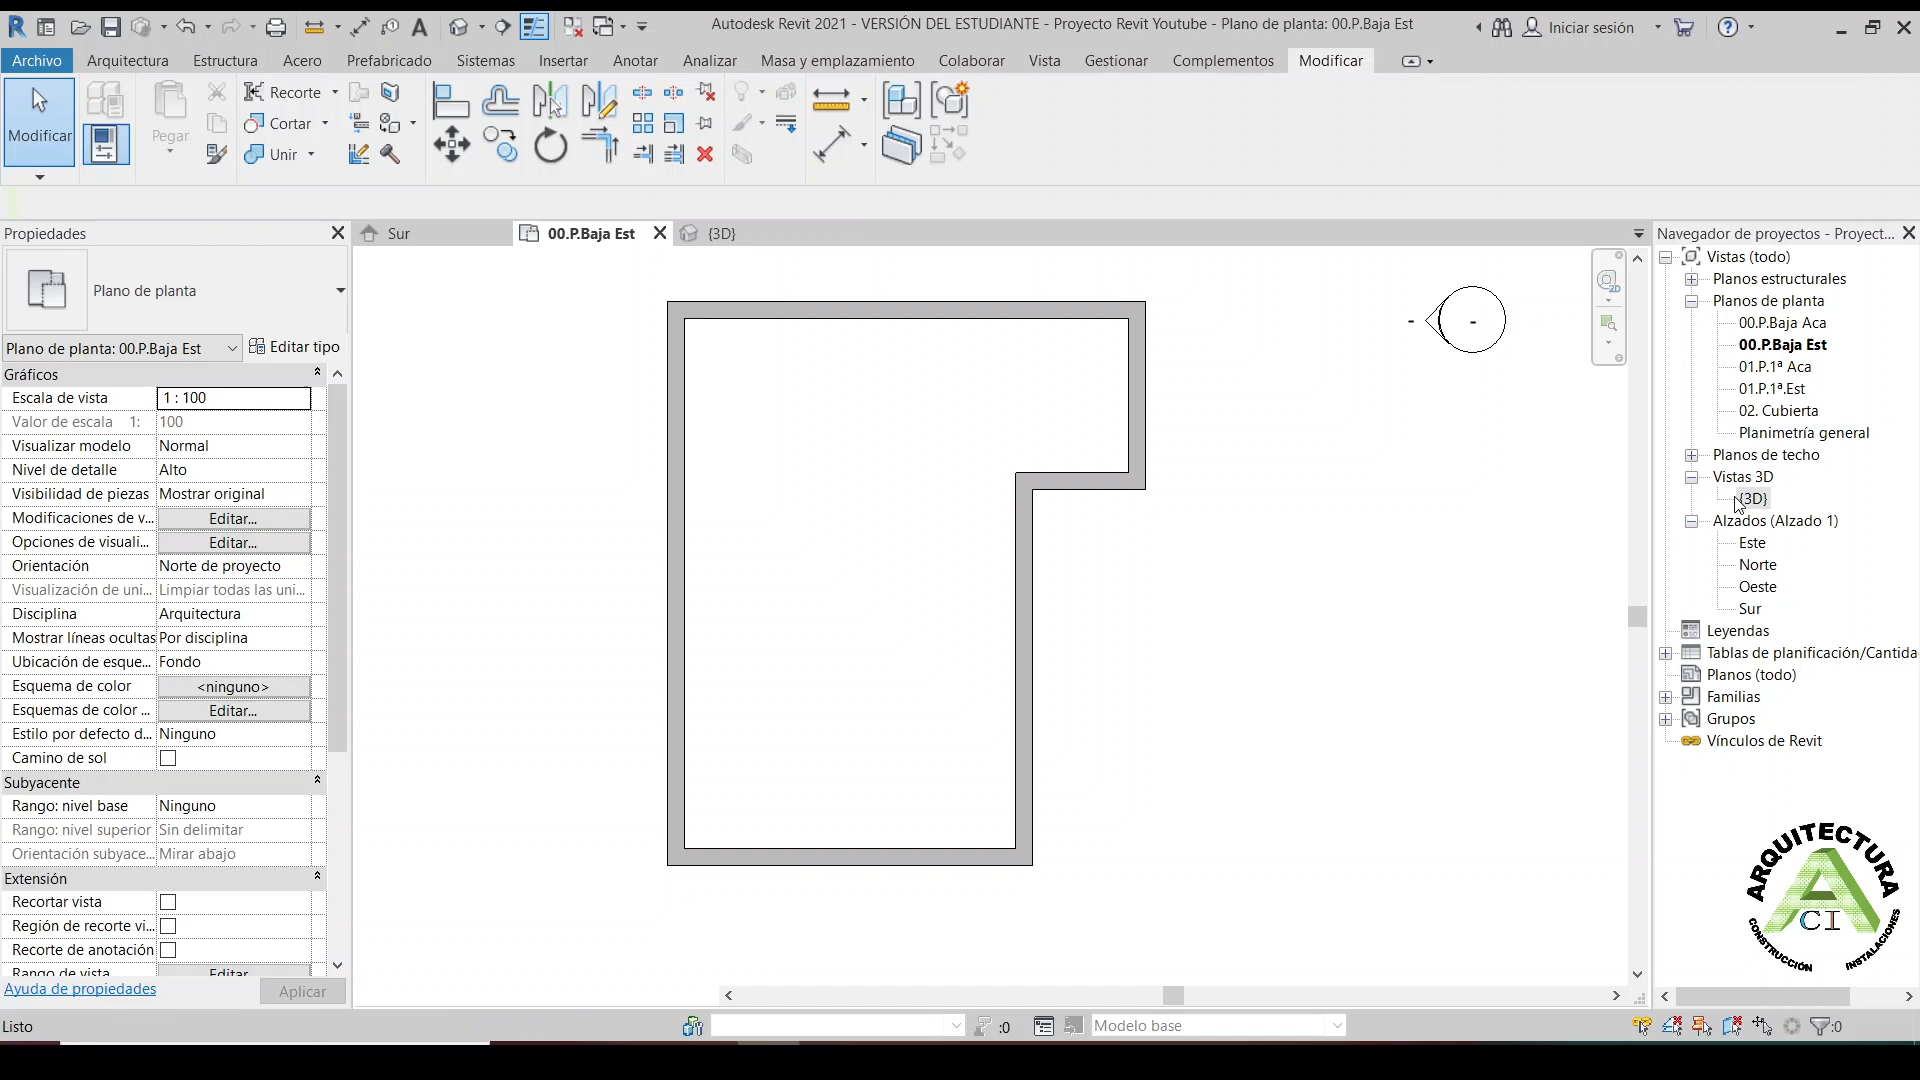 Autodesk Revit 2021 - VERSIÓN DEL ESTUDIANTE - Proyecto Revit Youtube - Plano de planta: 00.P.Baja Est
Iniciar sesión
Archivo Arquitectura Estructura Acero Prefabricado Sistemas Insertar Anotar Analizar Masa y emplazamiento Colaborar Vista Gestionar Complementos Modificar
Modificar
Pegar
Recorte
Cortar
Unir
Propiedades
Sur
00.P.Baja Est
{3D}
Navegador de proyectos - Proyect...
Plano de planta
Plano de planta: 00.P.Baja Est
Editar tipo
Gráficos
Escala de vista 1 : 100
Valor de escala 1: 100
Visualizar modelo Normal
Nivel de detalle Alto
Visibilidad de piezas Mostrar original
Modificaciones de v... Editar...
Opciones de visuali... Editar...
Orientación Norte de proyecto
Visualización de uni... Limpiar todas las uni...
Disciplina Arquitectura
Mostrar líneas ocultas Por disciplina
Ubicación de esque... Fondo
Esquema de color <ninguno>
Esquemas de color ... Editar...
Estilo por defecto d... Ninguno
Camino de sol
Subyacente
Rango: nivel base Ninguno
Rango: nivel superior Sin delimitar
Orientación subyace... Mirar abajo
Extensión
Recortar vista
Región de recorte vi...
Recorte de anotación
Rango de vista Editar
Ayuda de propiedades
Aplicar
Vistas (todo)
Planos estructurales
Planos de planta
00.P.Baja Aca
00.P.Baja Est
01.P.1ª Aca
01.P.1ª.Est
02. Cubierta
Planimetría general
Planos de techo
Vistas 3D
{3D}
Alzados (Alzado 1)
Este
Norte
Oeste
Sur
Leyendas
Tablas de planificación/Cantida
Planos (todo)
Familias
Grupos
Vínculos de Revit
ARQUITECTURA
CI
CONSTRUCCIÓN
INSTALACIONES
Listo
:0
Modelo base
:0